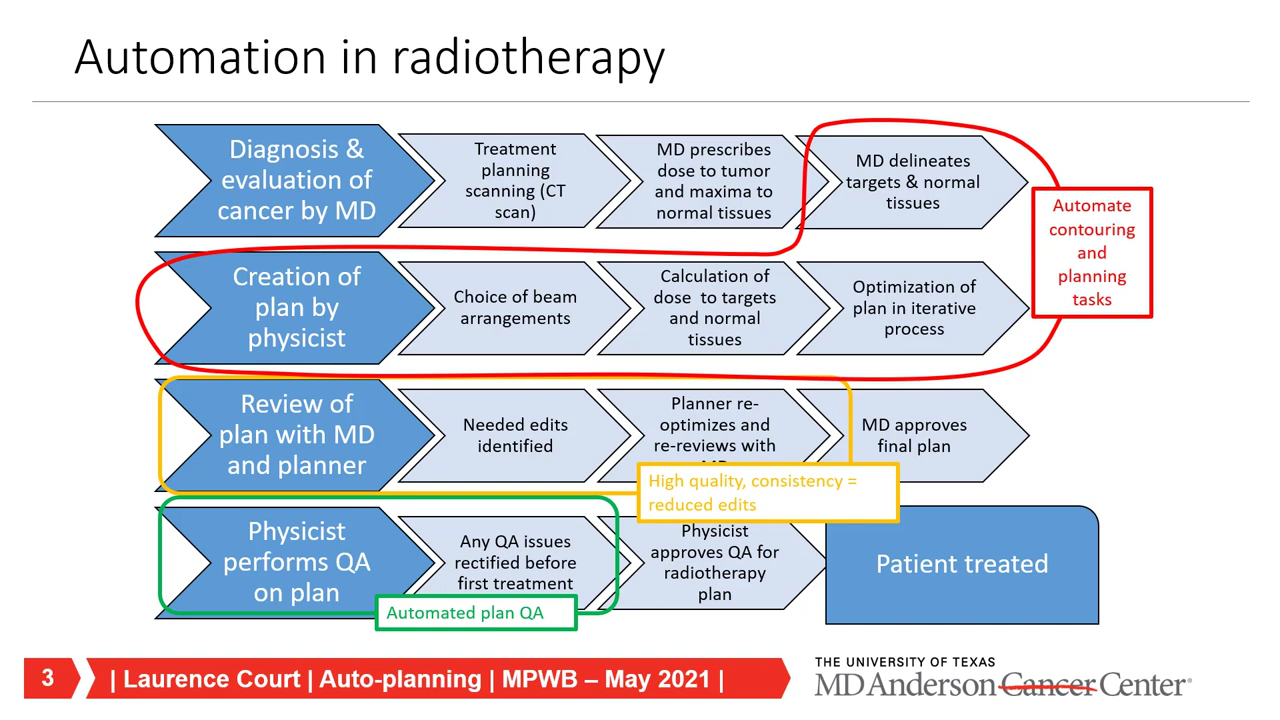 Automation in radiotherapy
Diagnosis &
evaluation of
cancer by MD
Treatment
planning
scanning (CT
scan)
MD prescribes
dose to tumor
and maxima to
normal tissues
MD delineates
targets & normal
tissues
Automate
contouring
and
planning
tasks
Creation of
plan by
physicist
Choice of beam
arrangements
Calculation of
dose to targets
and normal
tissues
Optimization of
plan in iterative
process
Review of
plan with MD
and planner
Needed edits
identified
Planner re-
optimizes and
re-reviews with
MD approves
final plan
High quality, consistency =
reduced edits
Physicist
performs QA
on plan
Any QA issues
rectified before
first treatment
Physicist
approves QA for
radiotherapy
plan
Patient treated
Automated plan QA
3
| Laurence Court | Auto-planning | MPWB – May 2021 |
THE UNIVERSITY OF TEXAS
MD Anderson Cancer Center®